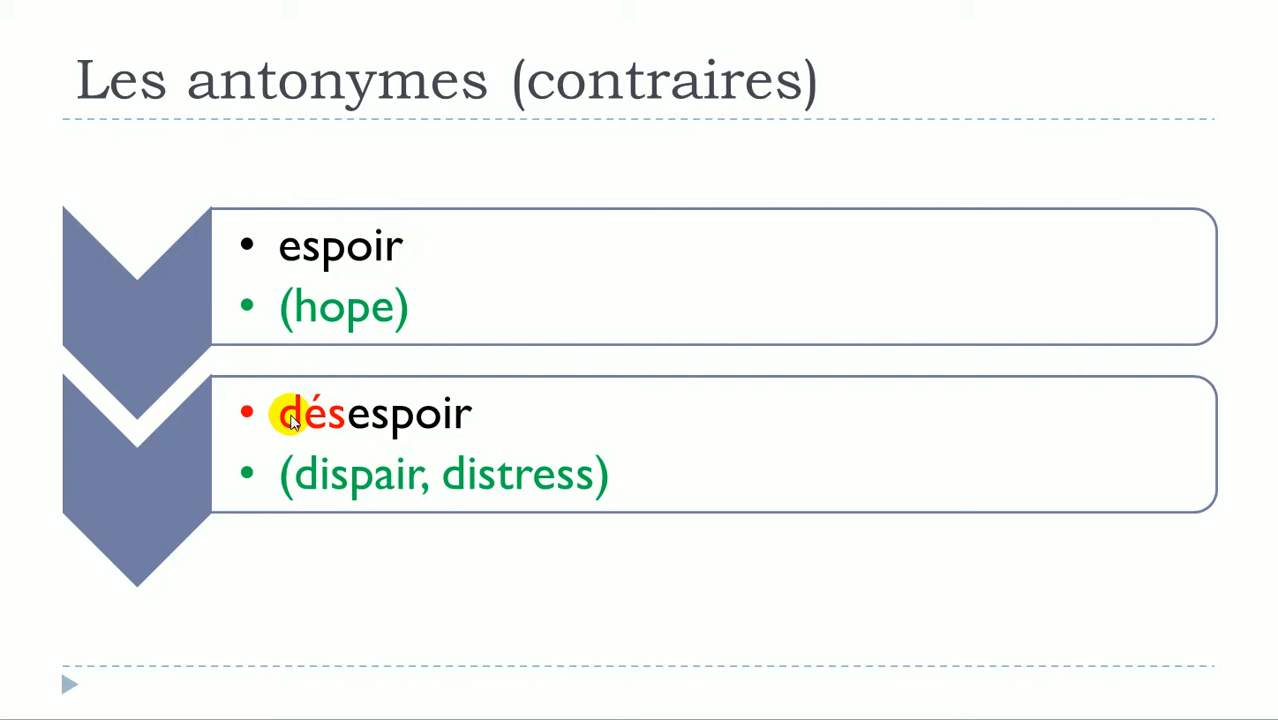 Les antonymes (contraires)
• espoir
• (hope)
• désespoir
• (dispair, distress)